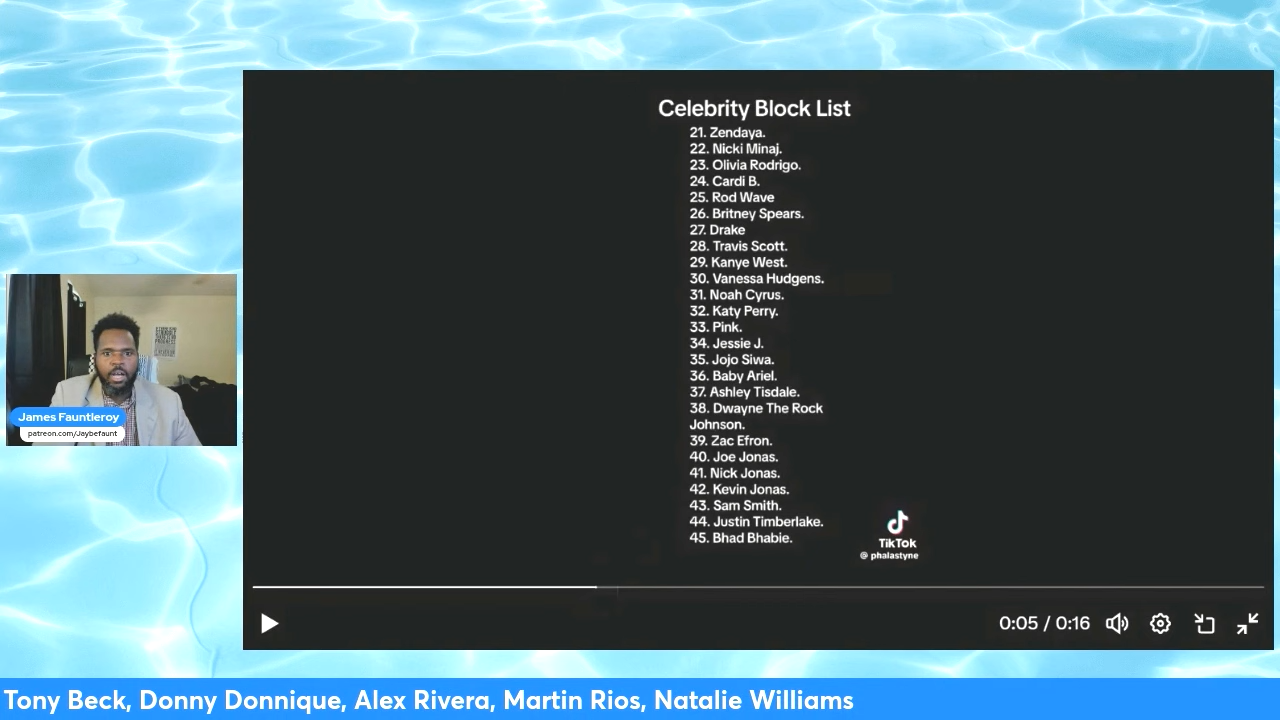 Celebrity Block List
21. Zendaya.
22. Nicki Minaj.
23. Olivia Rodrigo.
24. Cardi B.
25. Rod Wave
26. Britney Spears.
27. Drake
28. Travis Scott.
29. Kanye West.
30. Vanessa Hudgens.
31. Noah Cyrus.
32. Katy Perry.
33. Pink.
34. Jessie J.
35. Jojo Siwa.
36. Baby Ariel.
37. Ashley Tisdale.
38. Dwayne The Rock
Johnson.
39. Zac Efron.
40. Joe Jonas.
41. Nick Jonas.
42. Kevin Jonas.
43. Sam Smith.
44. Justin Timberlake.
45. Bhad Bhabie.
TikTok
@ phalastyne
0:05 / 0:16
James Fauntleroy
patreon.com/Jaybefaunt
Tony Beck, Donny Donnique, Alex Rivera, Martin Rios, Natalie Williams